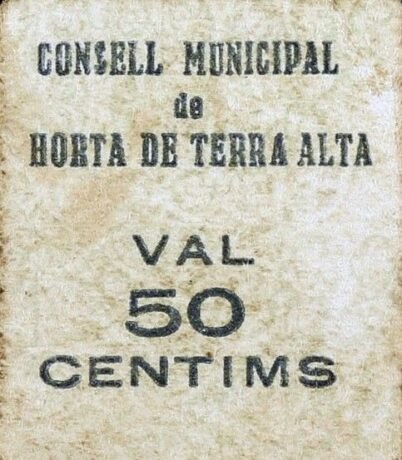 CONSELL MUNICIPAL
de
HORTA DE TERRA ALTA
VAL
50
CENTIMS